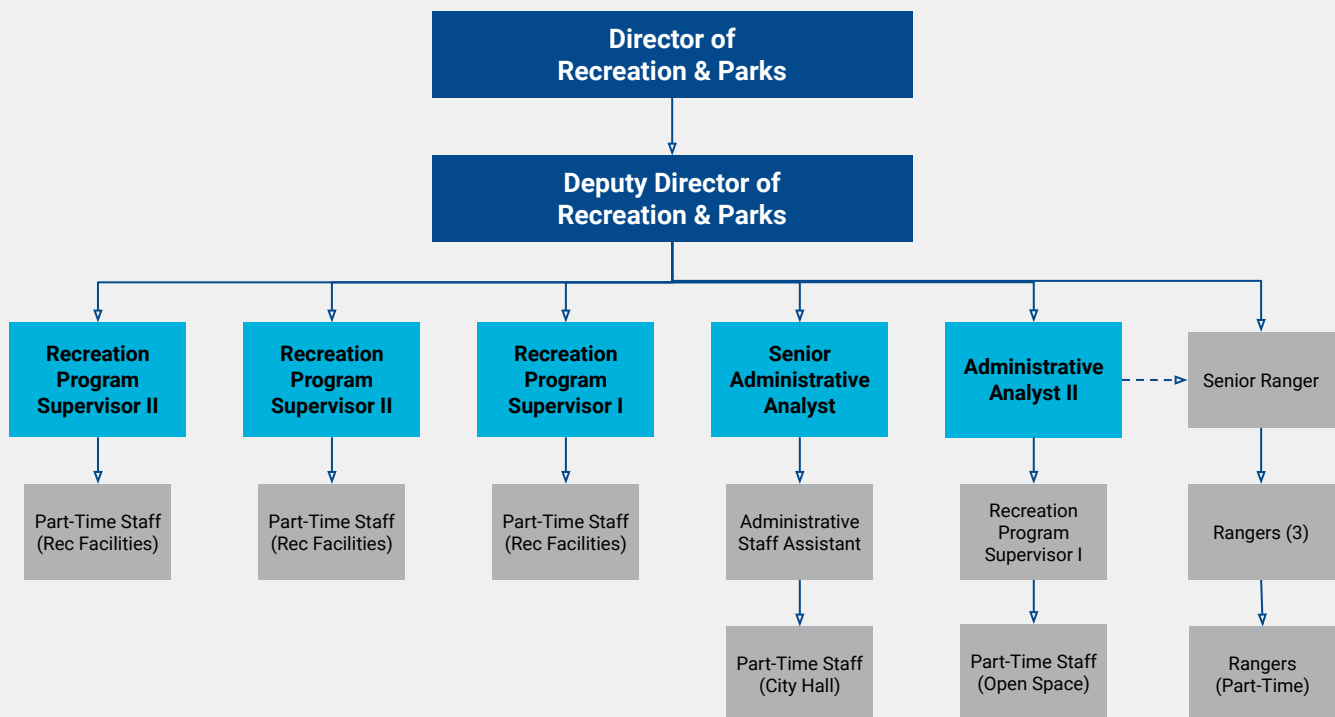 Director of
Recreation & Parks
Deputy Director of
Recreation & Parks
Recreation
Program
Supervisor II
Recreation
Program
Supervisor II
Recreation
Program
Supervisor I
Senior
Administrative
Analyst
Administrative
Analyst II
Senior Ranger
Part-Time Staff
(Rec Facilities)
Part-Time Staff
(Rec Facilities)
Part-Time Staff
(Rec Facilities)
Administrative
Staff Assistant
Recreation
Program
Supervisor I
Rangers (3)
Part-Time Staff
(City Hall)
Part-Time Staff
(Open Space)
Rangers
(Part-Time)